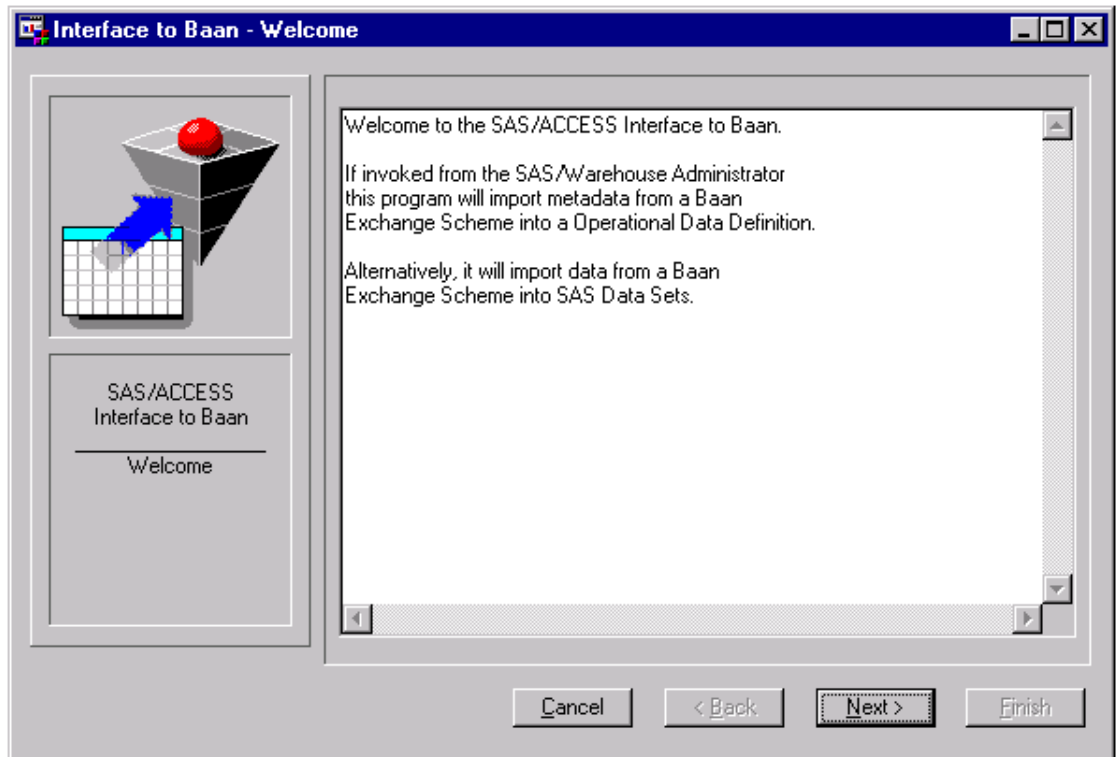 Interface to Baan - Welcome
SAS/ACCESS
Interface to Baan
Welcome
Welcome to the SAS/ACCESS Interface to Baan.
If invoked from the SAS/Warehouse Administrator
this program will import metadata from a Baan
Exchange Scheme into a Operational Data Definition.
Alternatively, it will import data from a Baan
Exchange Scheme into SAS Data Sets.
Cancel
< Back
Next >
Finish